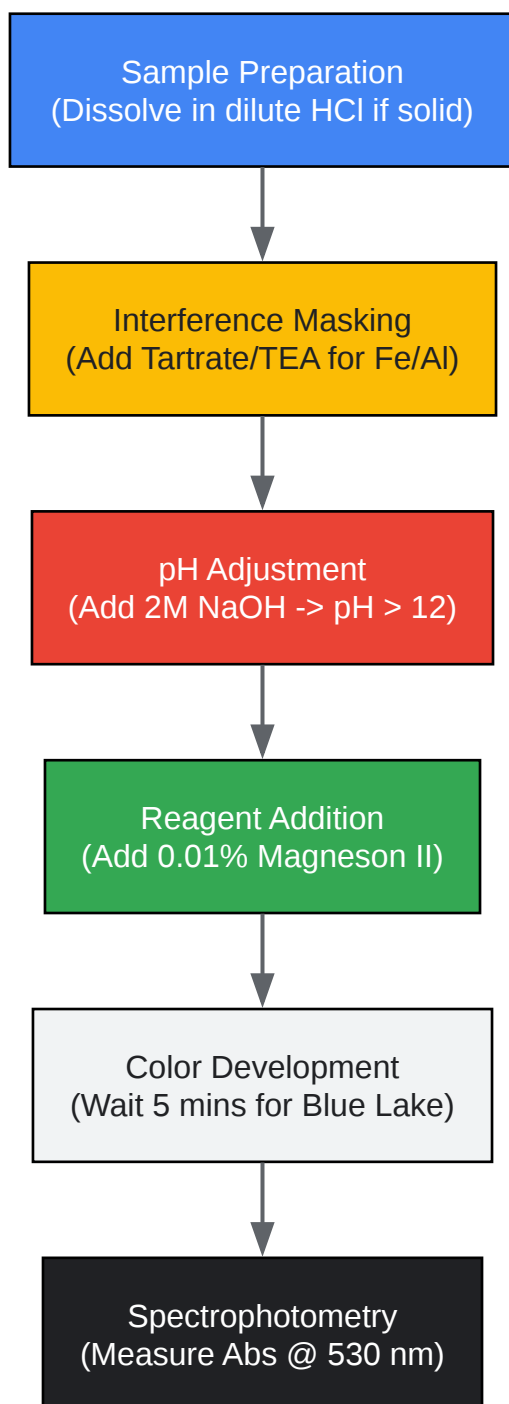 Sample Preparation
(Dissolve in dilute HCl if solid)
Interference Masking
(Add Tartrate/TEA for Fe/Al)
pH Adjustment
(Add 2M NaOH -> pH > 12)
Reagent Addition
(Add 0.01% Magneson II)
Color Development
(Wait 5 mins for Blue Lake)
Spectrophotometry
(Measure Abs @ 530 nm)